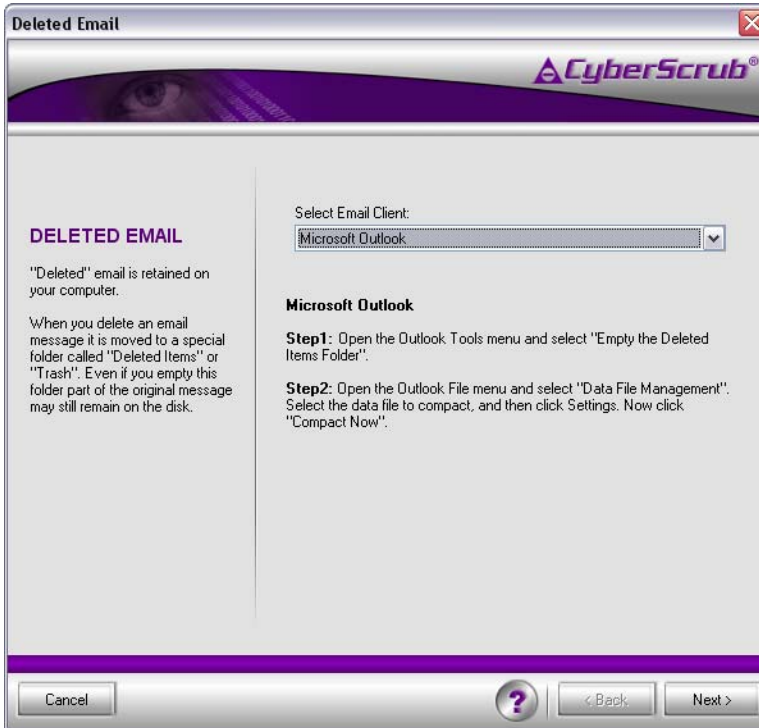 Deleted Email
CyberScrub®
DELETED EMAIL
"Deleted" email is retained on
your computer.
When you delete an email
message it is moved to a special
folder called "Deleted Items" or
"Trash". Even if you empty this
folder part of the original message
may still remain on the disk.
Select Email Client:
Microsoft Outlook
Microsoft Outlook
Step1: Open the Outlook Tools menu and select "Empty the Deleted
Items Folder".
Step2: Open the Outlook File menu and select "Data File Management".
Select the data file to compact, and then click Settings. Now click
"Compact Now".
Cancel
?
< Back
Next >